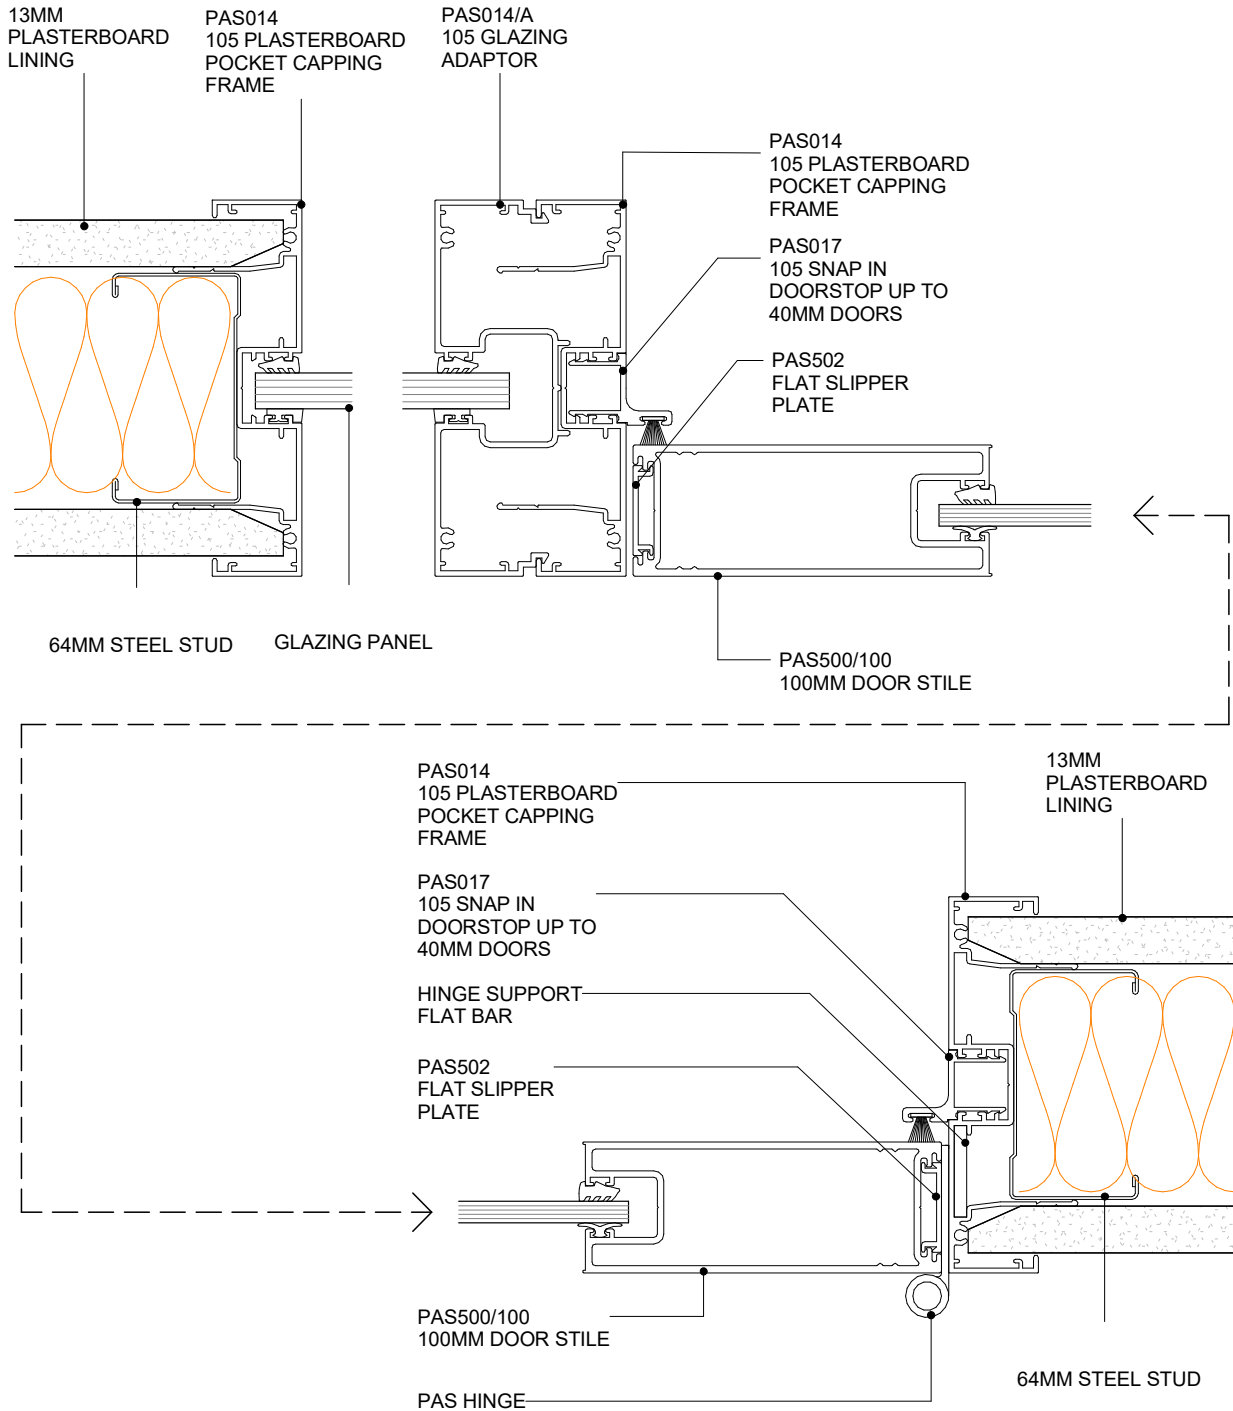 13MM
PLASTERBOARD
LINING
PAS014
105 PLASTERBOARD
POCKET CAPPING
FRAME
PAS014/A
105 GLAZING
ADAPTOR
PAS014
105 PLASTERBOARD
POCKET CAPPING
FRAME
PAS017
105 SNAP IN
DOORSTOP UP TO
40MM DOORS
PAS502
FLAT SLIPPER
PLATE
64MM STEEL STUD
GLAZING PANEL
PAS500/100
100MM DOOR STILE
PAS014
105 PLASTERBOARD
POCKET CAPPING
FRAME
13MM
PLASTERBOARD
LINING
PAS017
105 SNAP IN
DOORSTOP UP TO
40MM DOORS
HINGE SUPPORT
FLAT BAR
PAS502
FLAT SLIPPER
PLATE
PAS500/100
100MM DOOR STILE
64MM STEEL STUD
PAS HINGE